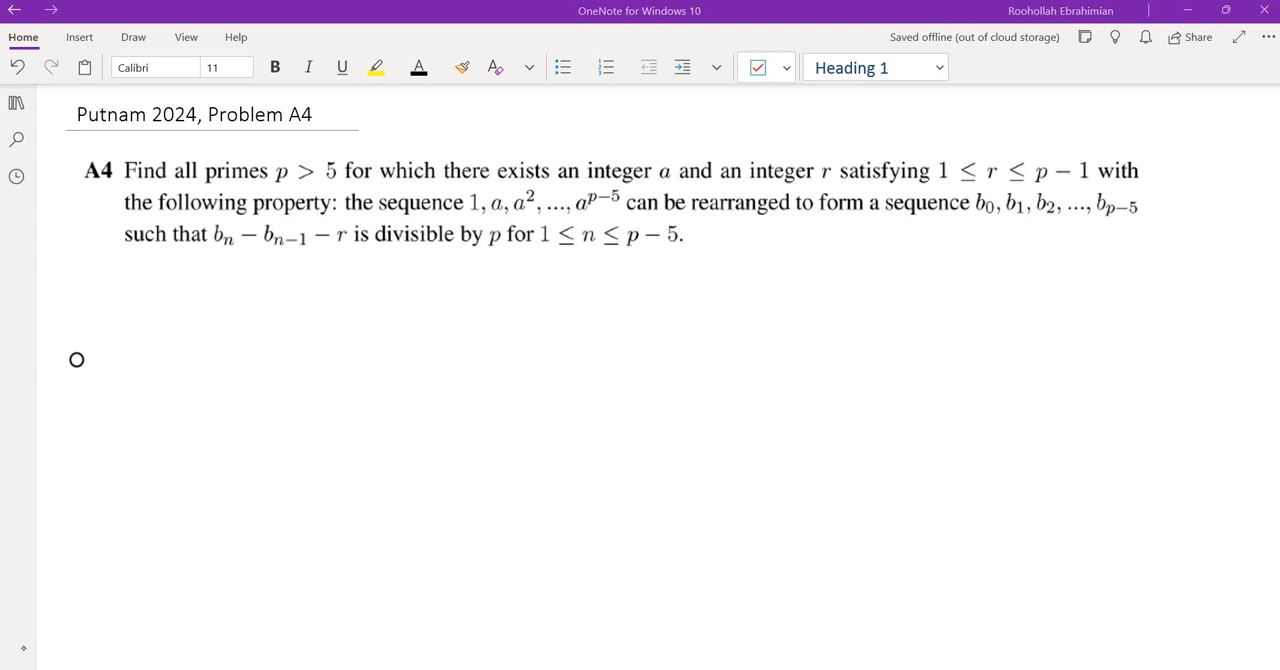 OneNote for Windows 10
Roohollah Ebrahimian
Home Insert Draw View Help
Saved offline (out of cloud storage)
Share
Calibri 11 B I U A A Heading 1
Putnam 2024, Problem A4
A4 Find all primes p > 5 for which there exists an integer a and an integer r satisfying 1 ≤ r ≤ p − 1 with
the following property: the sequence 1, a, a², ..., aᵖ⁻⁵ can be rearranged to form a sequence b₀, b₁, b₂, ..., bₚ₋₅
such that bₙ − bₙ₋₁ − r is divisible by p for 1 ≤ n ≤ p − 5.